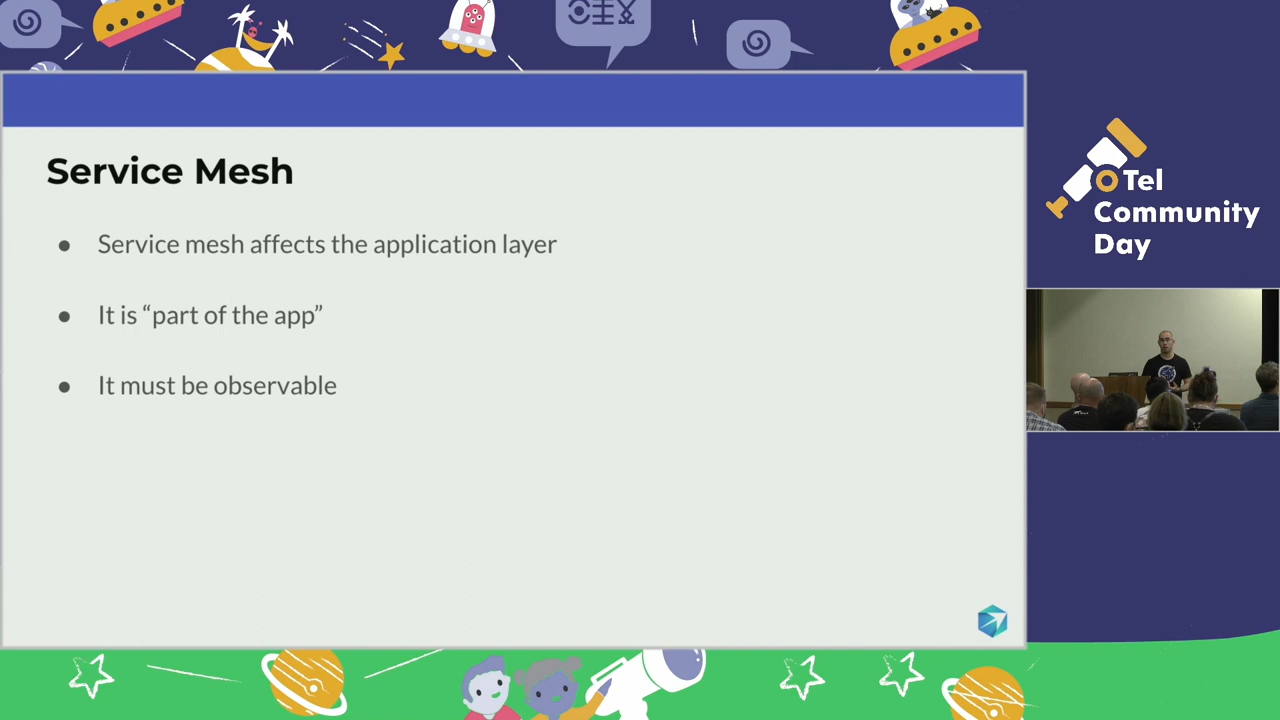 Service Mesh
● Service mesh affects the application layer
● It is “part of the app”
● It must be observable
OTel
Community
Day